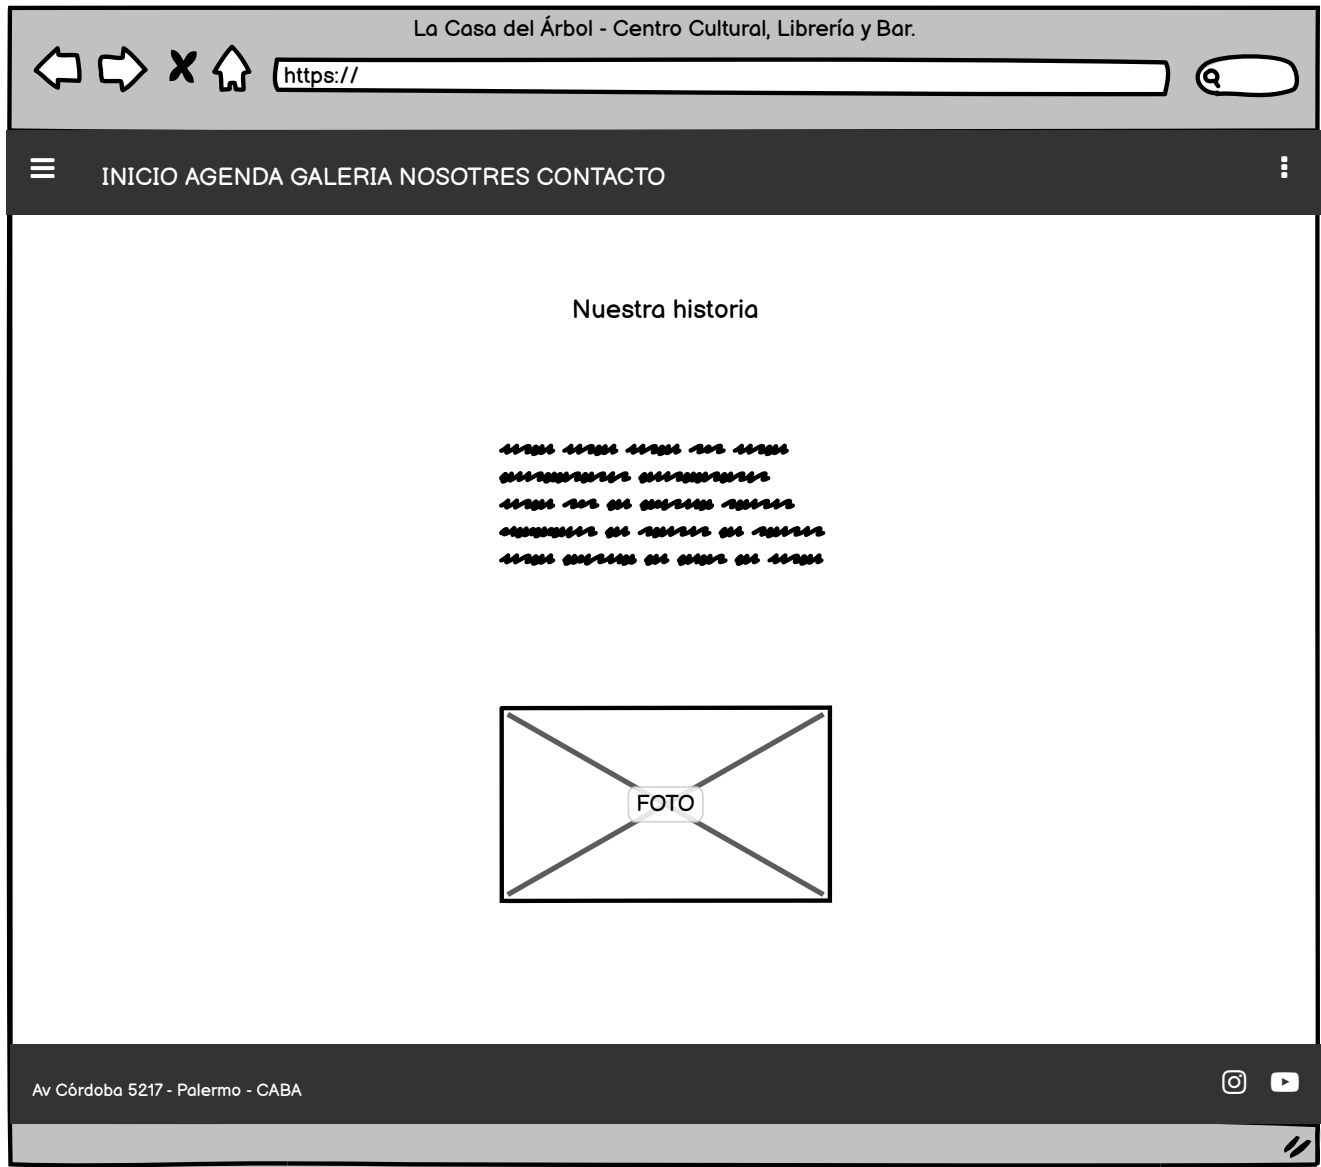 La Casa del Árbol - Centro Cultural, Librería y Bar.
https://
INICIO AGENDA GALERIA NOSOTRES CONTACTO
Nuestra historia
FOTO
Av Córdoba 5217 - Palermo - CABA